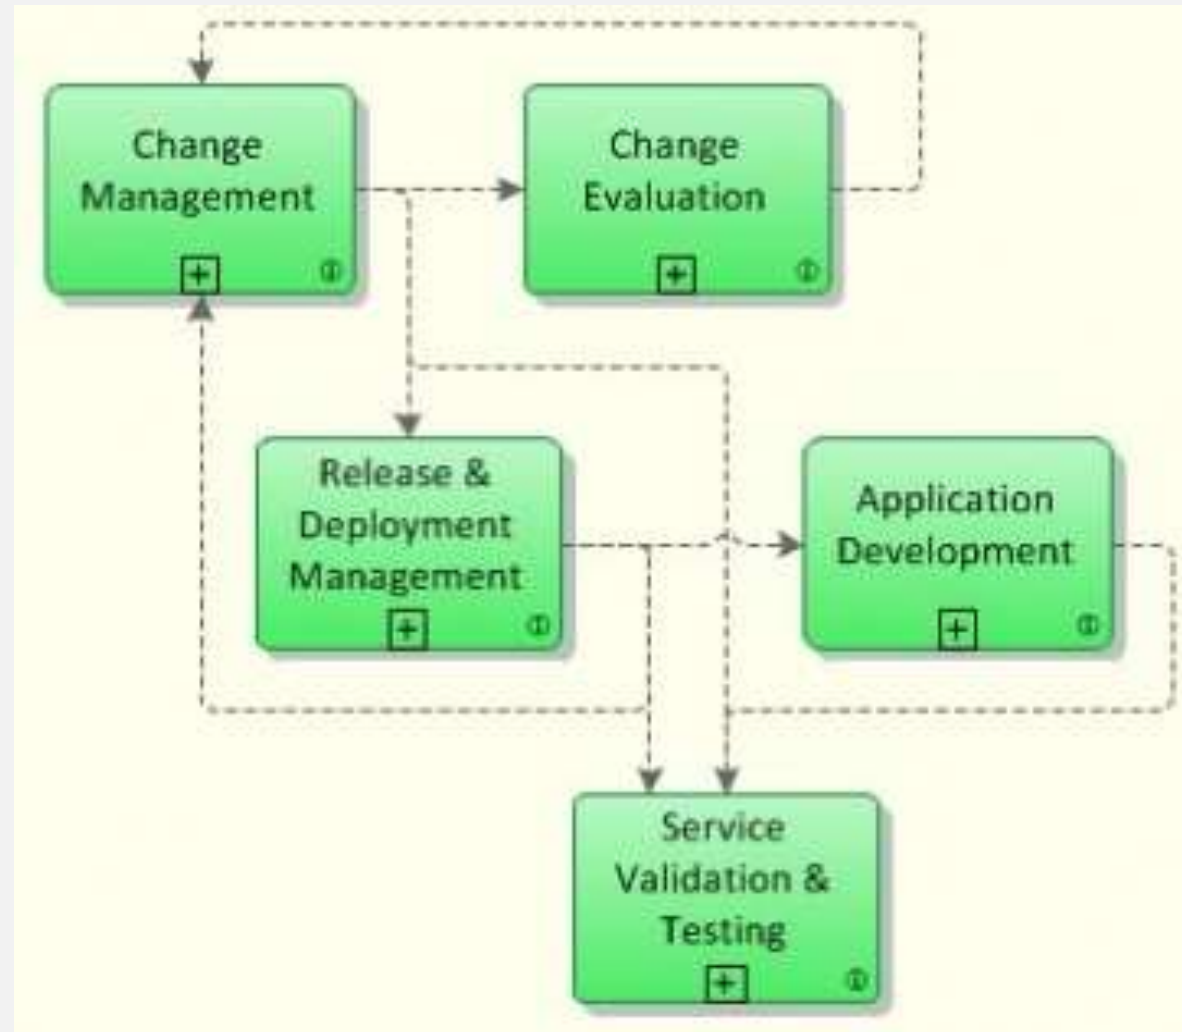 Change
Management
Change
Evaluation
Release &
Deployment
Management
Application
Development
Service
Validation &
Testing